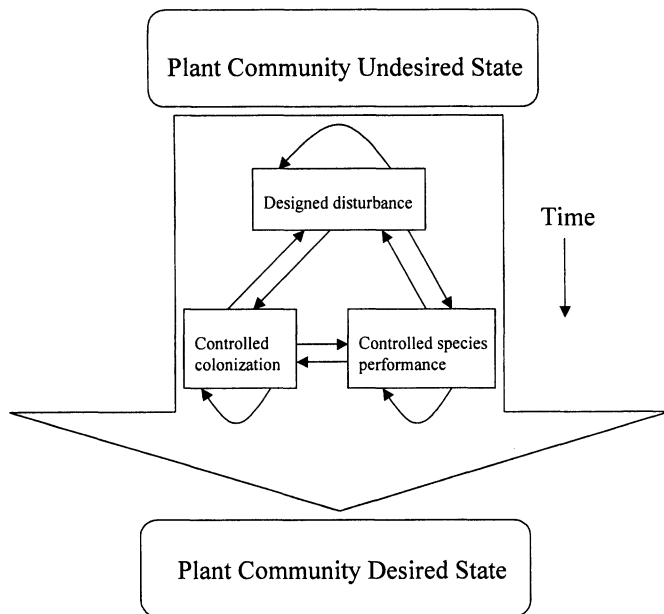 Plant Community Undesired State
Designed disturbance
Time
Controlled
colonization
Controlled species
performance
Plant Community Desired State